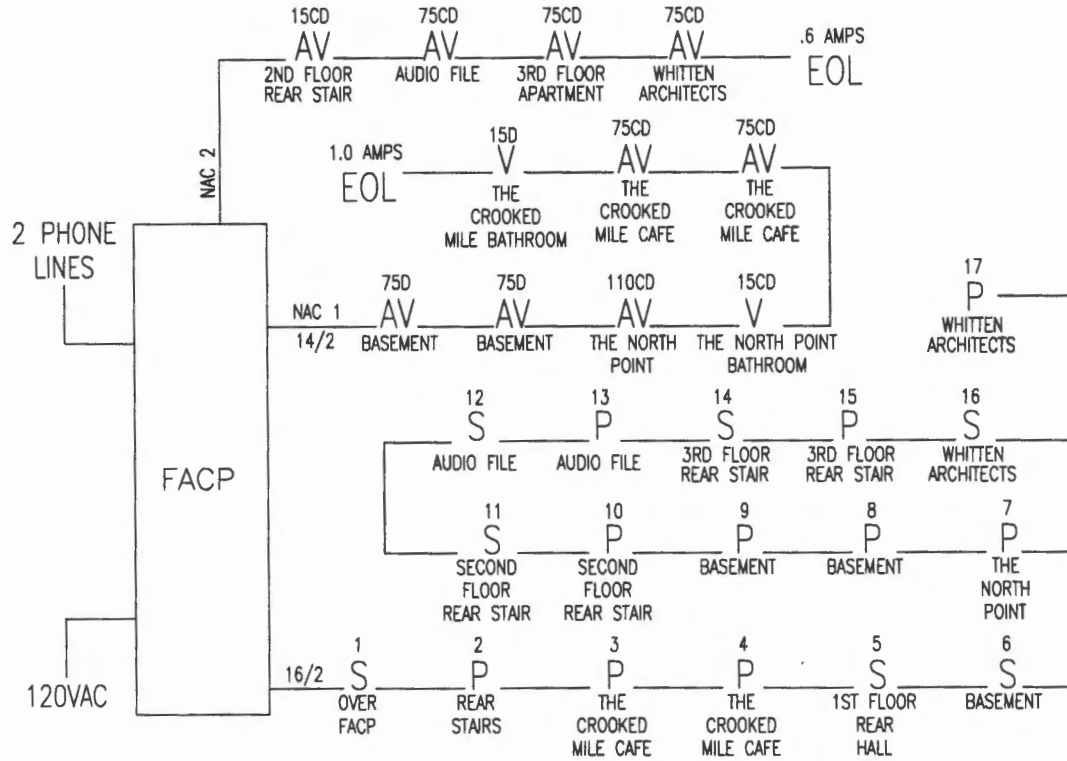 15CD 75CD 75CD 75CD
AV AV AV AV
.6 AMPS
EOL
2ND FLOOR
REAR STAIR
AUDIO FILE
3RD FLOOR
APARTMENT
WHITTEN
ARCHITECTS
NAC 2
1.0 AMPS
EOL
15D 75CD 75CD
V AV AV
THE
CROOKED
MILE BATHROOM
THE
CROOKED
MILE CAFE
THE
CROOKED
MILE CAFE
2 PHONE
LINES
NAC 1
14/2
75D 75D 110CD 15CD
AV AV AV V
BASEMENT
BASEMENT
THE NORTH
POINT
THE NORTH POINT
BATHROOM
17
P
WHITTEN
ARCHITECTS
FACP
12 13 14 15 16
S P S P S
AUDIO FILE
AUDIO FILE
3RD FLOOR
REAR STAIR
3RD FLOOR
REAR STAIR
WHITTEN
ARCHITECTS
11 10 9 8 7
S P P P P
SECOND
FLOOR
REAR STAIR
SECOND
FLOOR
REAR STAIR
BASEMENT
BASEMENT
THE
NORTH
POINT
120VAC
16/2
1 2 3 4 5 6
S P P P S S
OVER
FACP
REAR
STAIRS
THE
CROOKED
MILE CAFE
THE
CROOKED
MILE CAFE
1ST FLOOR
REAR
HALL
BASEMENT